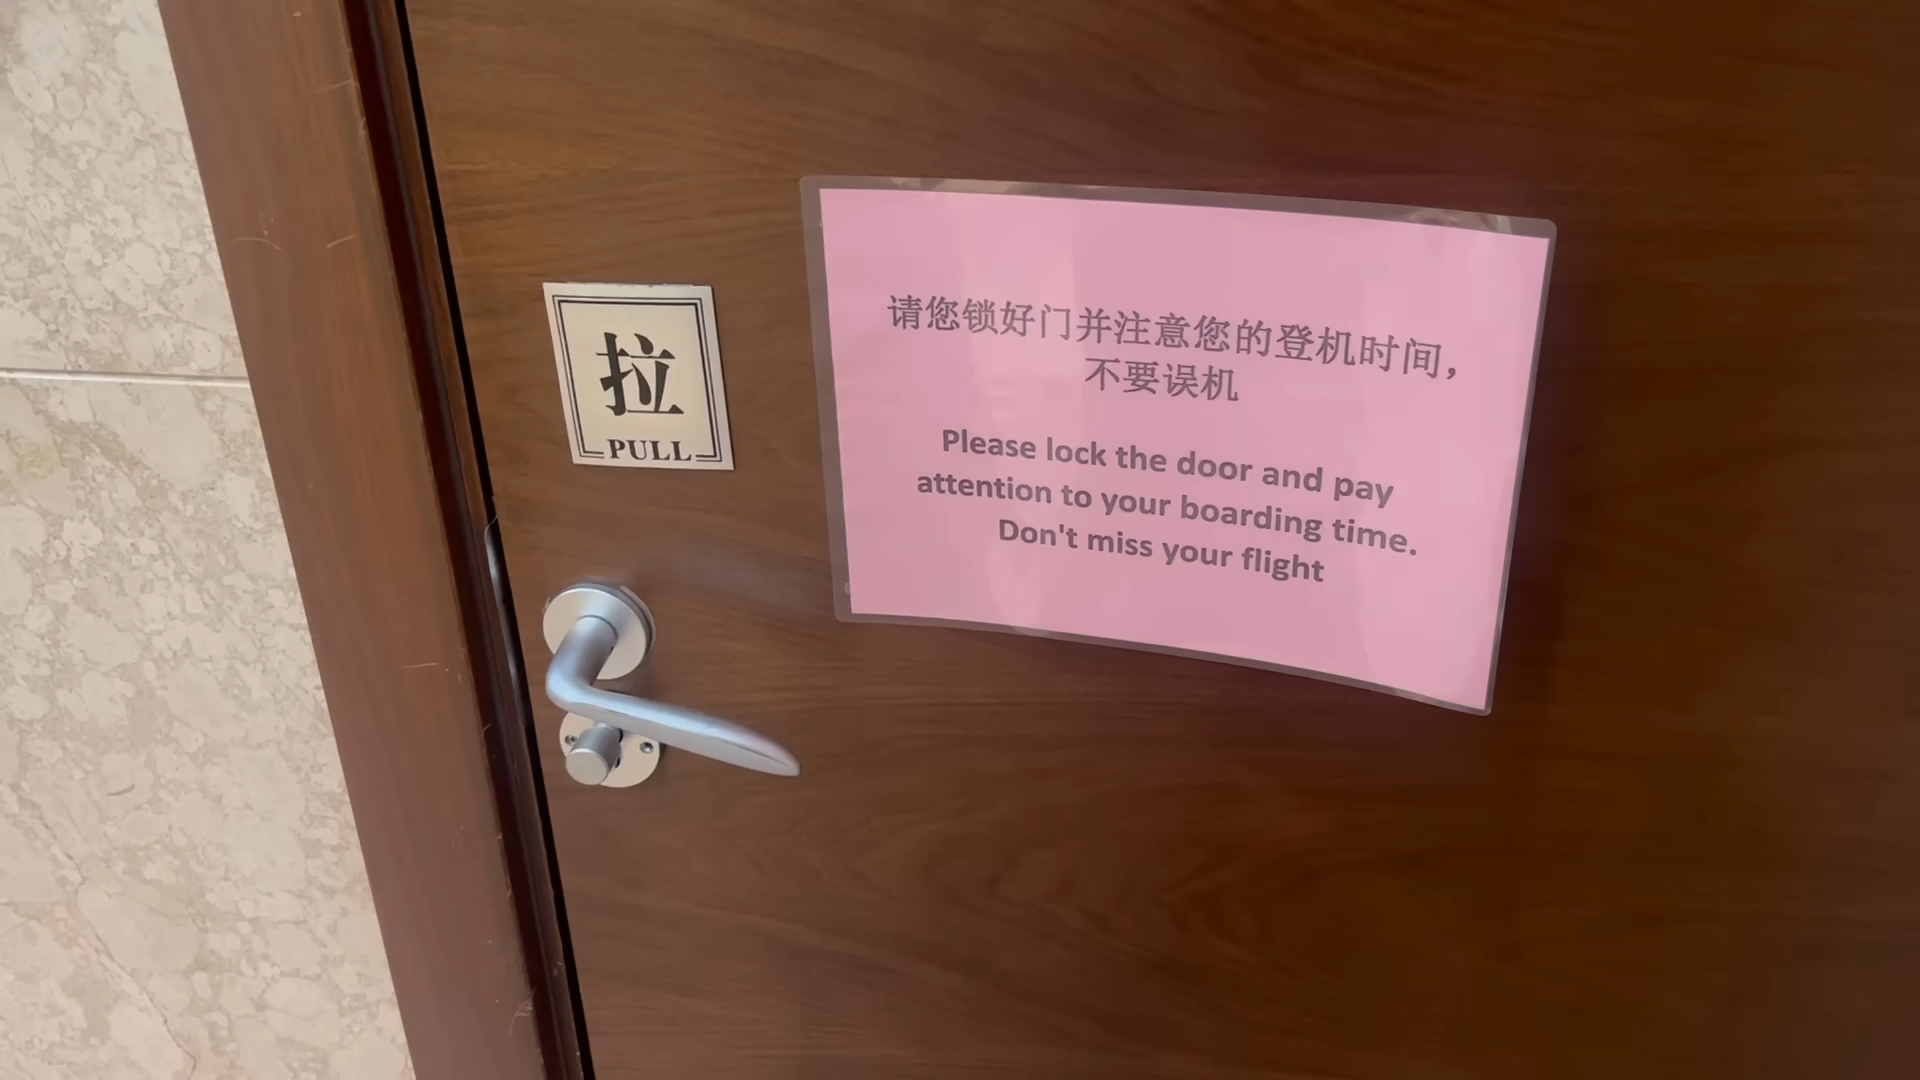 拉
PULL
请您锁好门并注意您的登机时间，
不要误机
Please lock the door and pay
attention to your boarding time.
Don't miss your flight